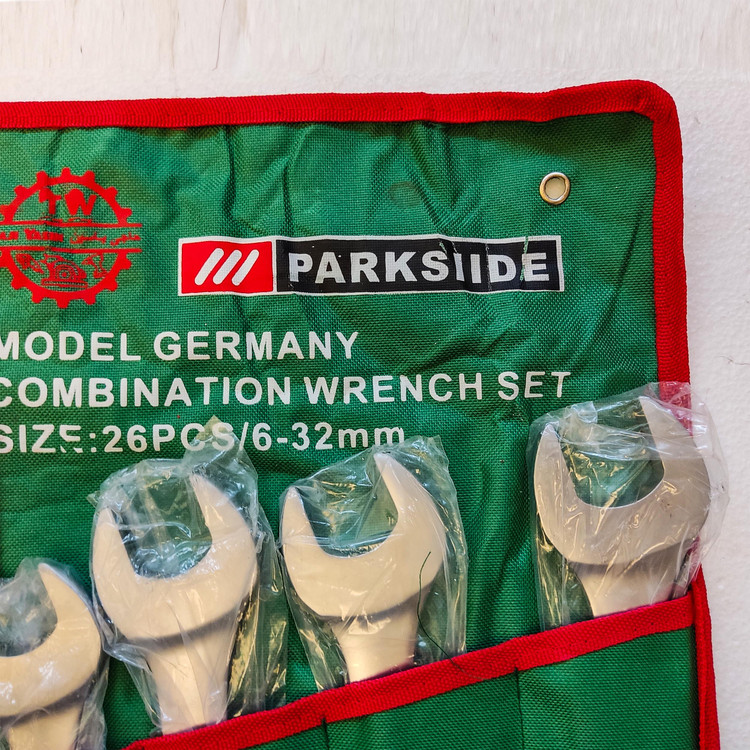 PARKSIIDE
MODEL GERMANY
COMBINATION WRENCH SET
SIZE:26PCS/6-32mm